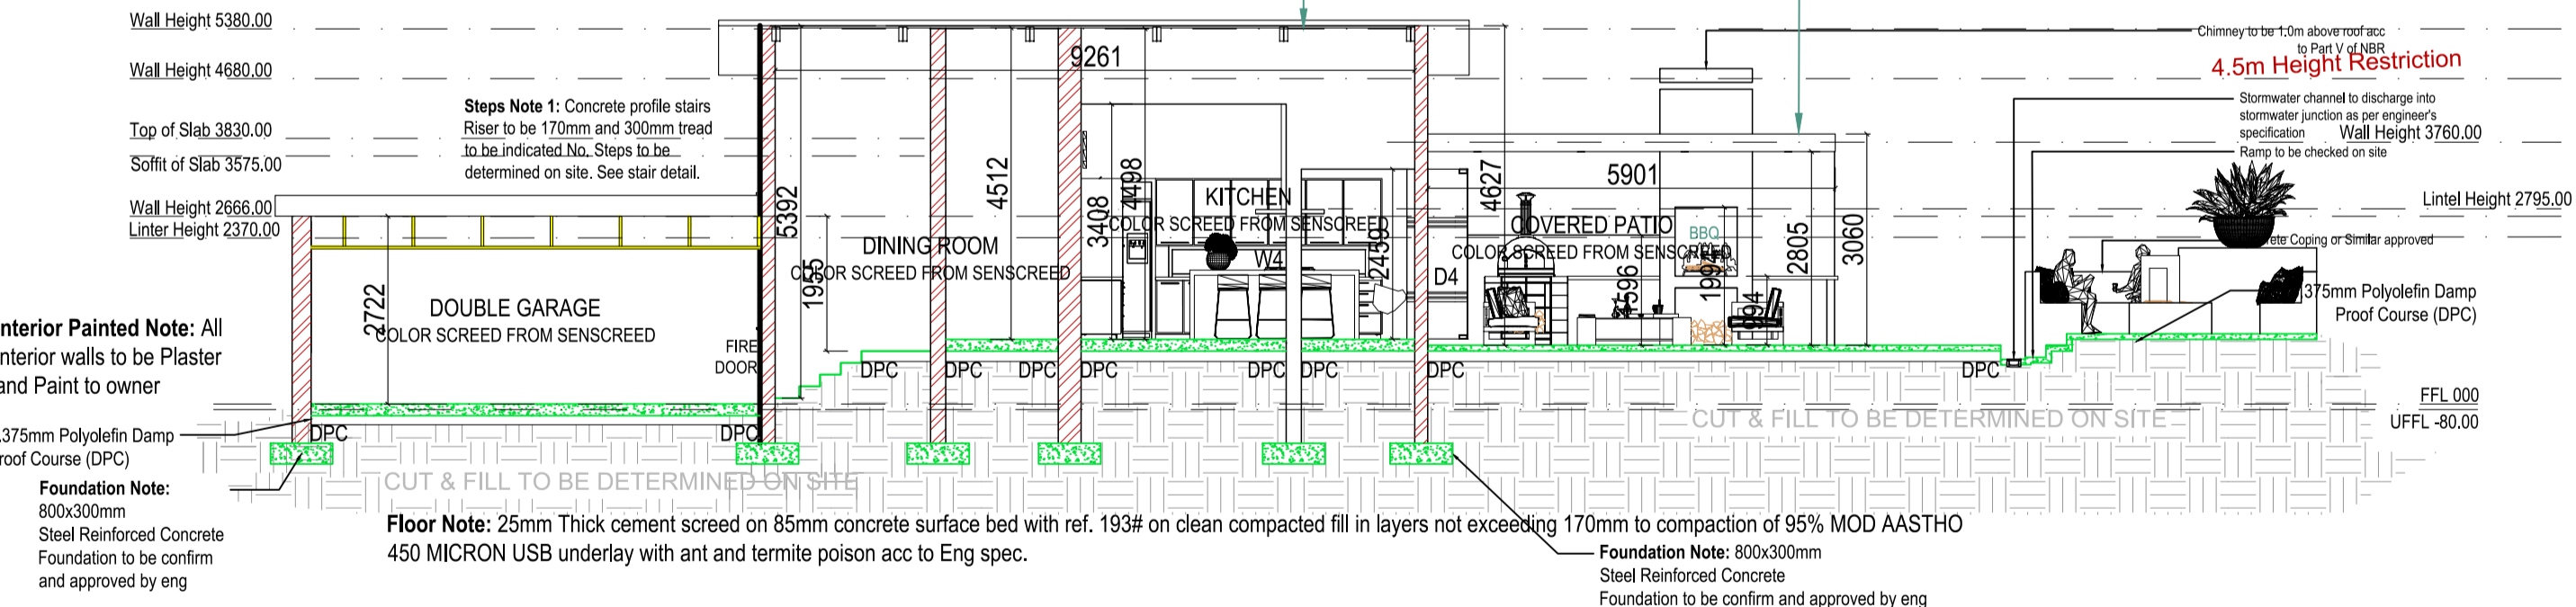 Wall Height 5380.00
Wall Height 4680.00
Top of Slab 3830.00
Soffit of Slab 3575.00
Wall Height 2666.00
Linter Height 2370.00
Steps Note 1: Concrete profile stairs
Riser to be 170mm and 300mm tread
to be indicated No. Steps to be
determined on site. See stair detail.
9261
5392
1955
4512
3408
4498
2439
4627
5901
2805
3060
1596
1994
994
2722
DOUBLE GARAGE
COLOR SCREED FROM SENSCREED
FIRE
DOOR
DINING ROOM
COLOR SCREED FROM SENSCREED
KITCHEN
COLOR SCREED FROM SENSCREED
W4
D4
COVERED PATIO
COLOR SCREED FROM SENSCREED
BBQ
Chimney to be 1.0m above roof acc
to Part V of NBR
4.5m Height Restriction
Stormwater channel to discharge into
stormwater junction as per engineer's
specification
Wall Height 3760.00
Ramp to be checked on site
Lintel Height 2795.00
Coping or Similar approved
375mm Polyolefin Damp
Proof Course (DPC)
FFL 000
UFFL -80.00
nterior Painted Note: All
nterior walls to be Plaster
and Paint to owner
.375mm Polyolefin Damp
roof Course (DPC)
DPC
DPC
DPC
DPC
DPC
DPC
DPC
DPC
DPC
DPC
Foundation Note:
800x300mm
Steel Reinforced Concrete
Foundation to be confirm
and approved by eng
CUT & FILL TO BE DETERMINED ON SITE
CUT & FILL TO BE DETERMINED ON SITE
Floor Note: 25mm Thick cement screed on 85mm concrete surface bed with ref. 193# on clean compacted fill in layers not exceeding 170mm to compaction of 95% MOD AASTHO
450 MICRON USB underlay with ant and termite poison acc to Eng spec.
Foundation Note: 800x300mm
Steel Reinforced Concrete
Foundation to be confirm and approved by eng